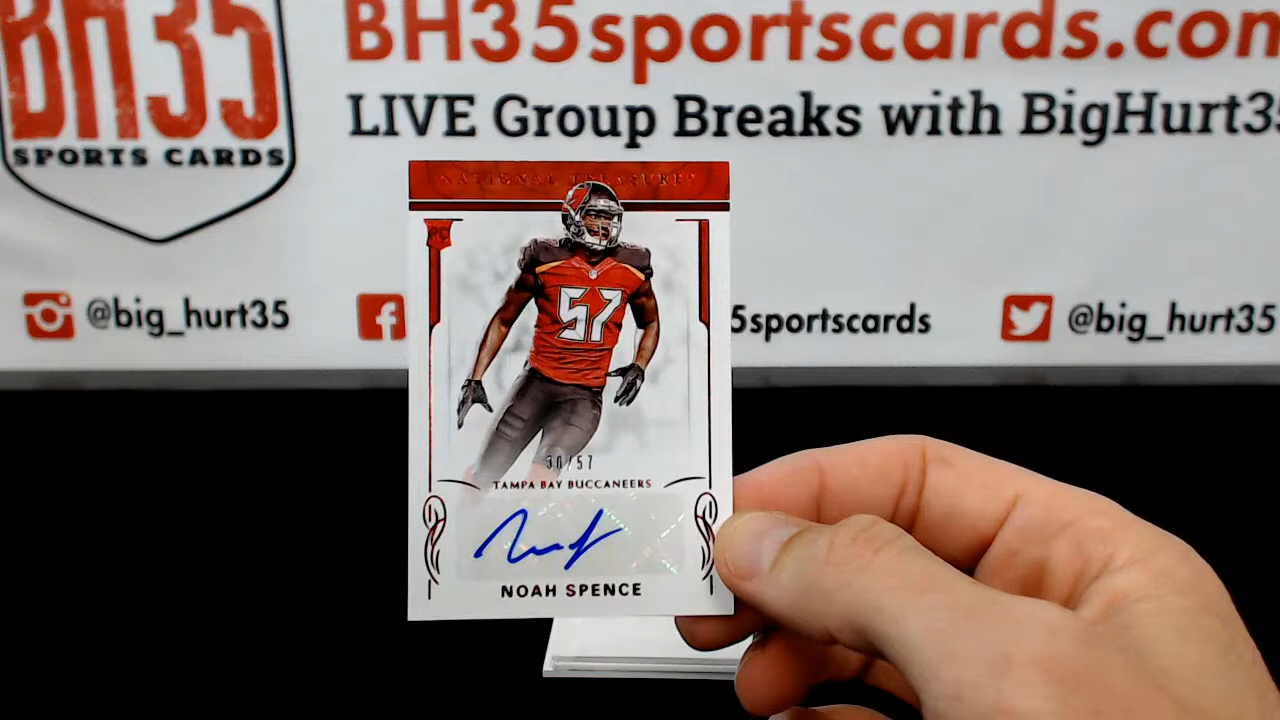 BH35
SPORTS CARDS
BH35sportscards.com
LIVE Group Breaks with BigHurt35
@big_hurt35
5sportscards
@big_hurt35
NATIONAL TREASURES
RC
57
30/57
TAMPA BAY BUCCANEERS
NOAH SPENCE